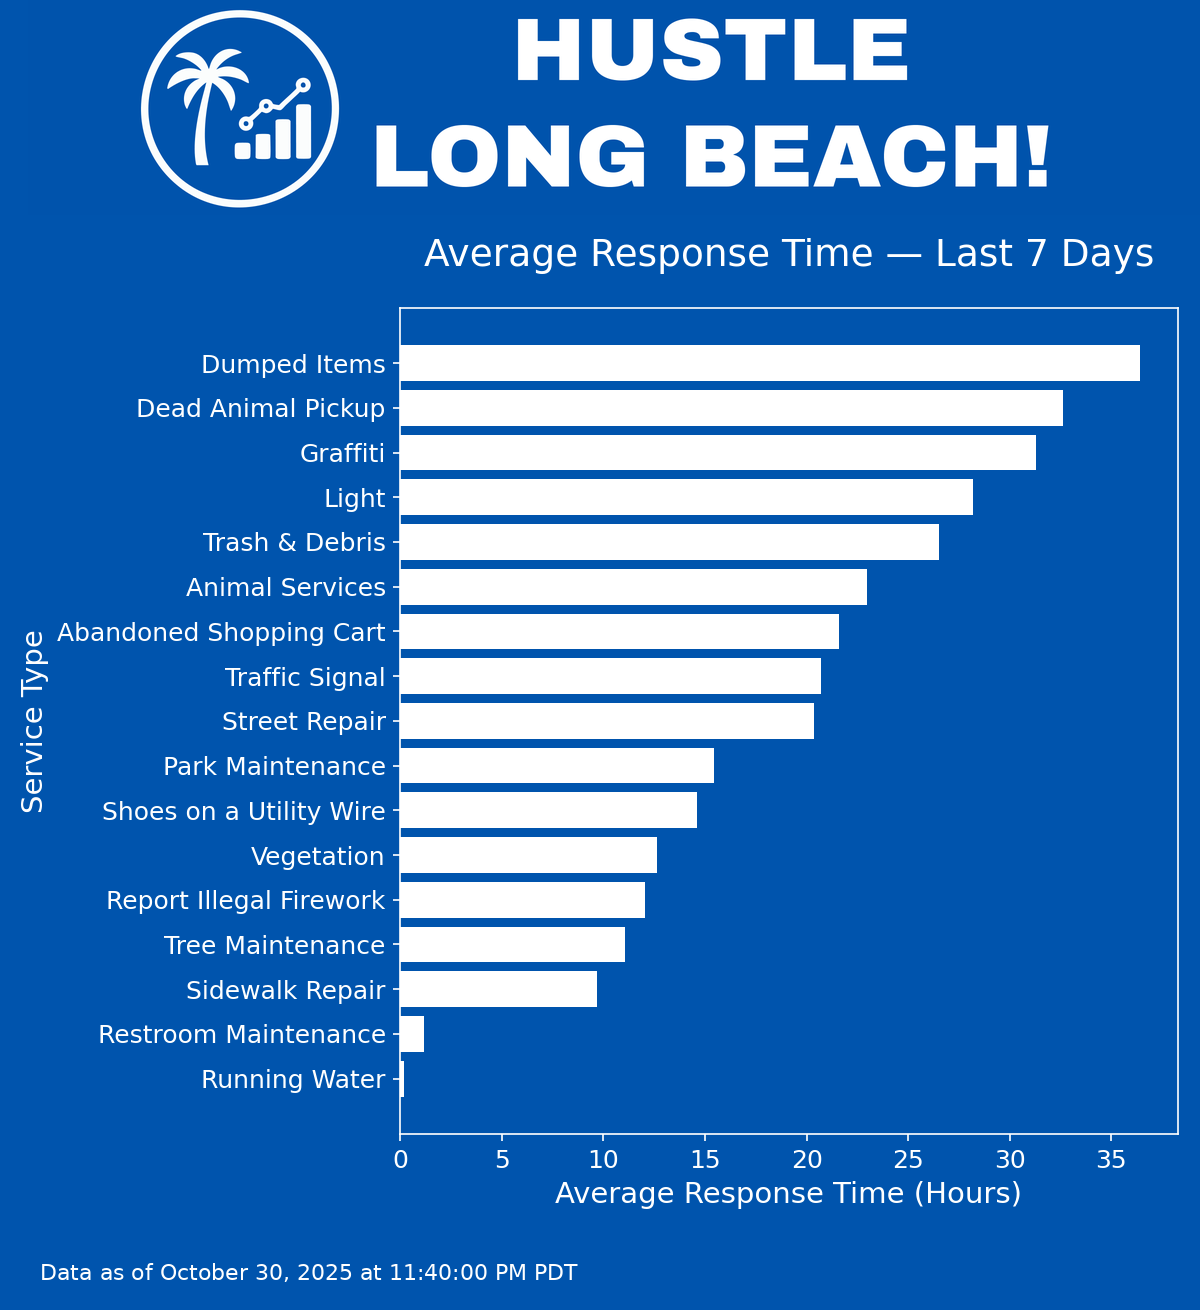 HUSTLE
LONG BEACH!
Average Response Time — Last 7 Days
Dumped Items
Dead Animal Pickup
Graffiti
Light
Trash & Debris
Animal Services
Abandoned Shopping Cart
Traffic Signal
Street Repair
Park Maintenance
Shoes on a Utility Wire
Vegetation
Report Illegal Firework
Tree Maintenance
Sidewalk Repair
Restroom Maintenance
Running Water
Service Type
0 5 10 15 20 25 30 35
Average Response Time (Hours)
Data as of October 30, 2025 at 11:40:00 PM PDT